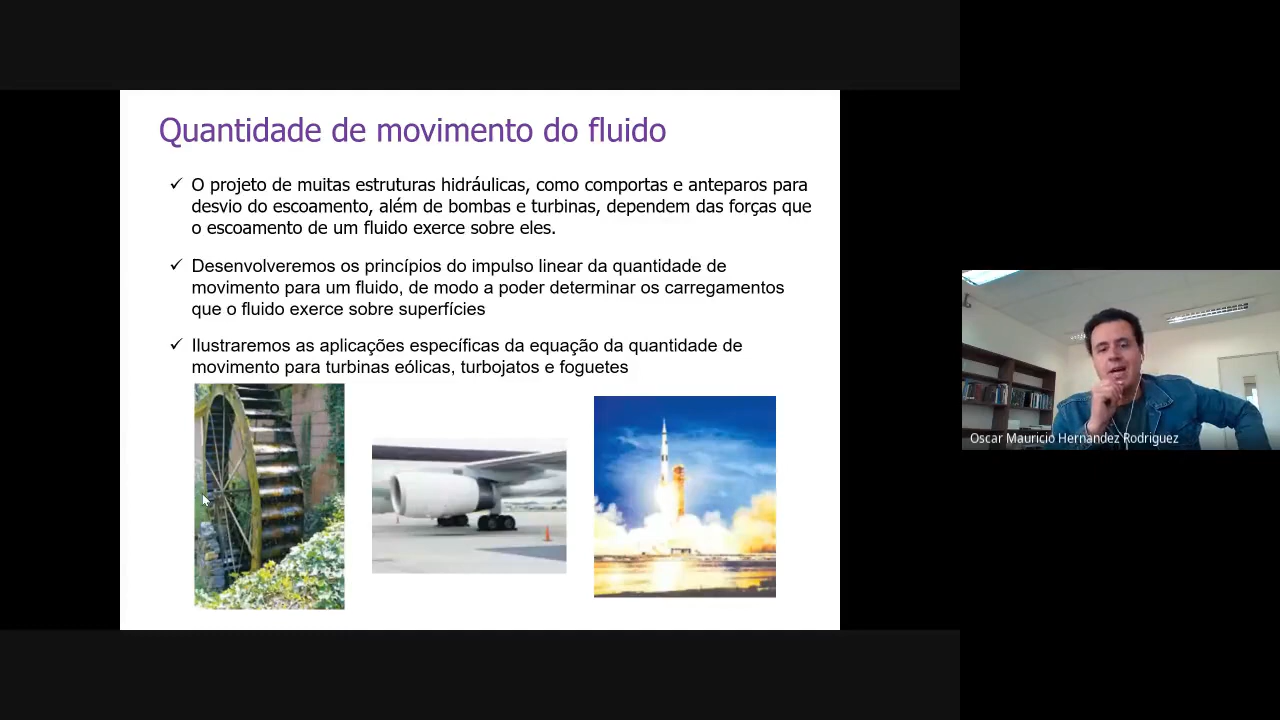 Quantidade de movimento do fluido
✓ O projeto de muitas estruturas hidráulicas, como comportas e anteparos para
desvio do escoamento, além de bombas e turbinas, dependem das forças que
o escoamento de um fluido exerce sobre eles.
✓ Desenvolveremos os princípios do impulso linear da quantidade de
movimento para um fluido, de modo a poder determinar os carregamentos
que o fluido exerce sobre superfícies
✓ Ilustraremos as aplicações específicas da equação da quantidade de
movimento para turbinas eólicas, turbojatos e foguetes
Oscar Mauricio Hernandez Rodriguez